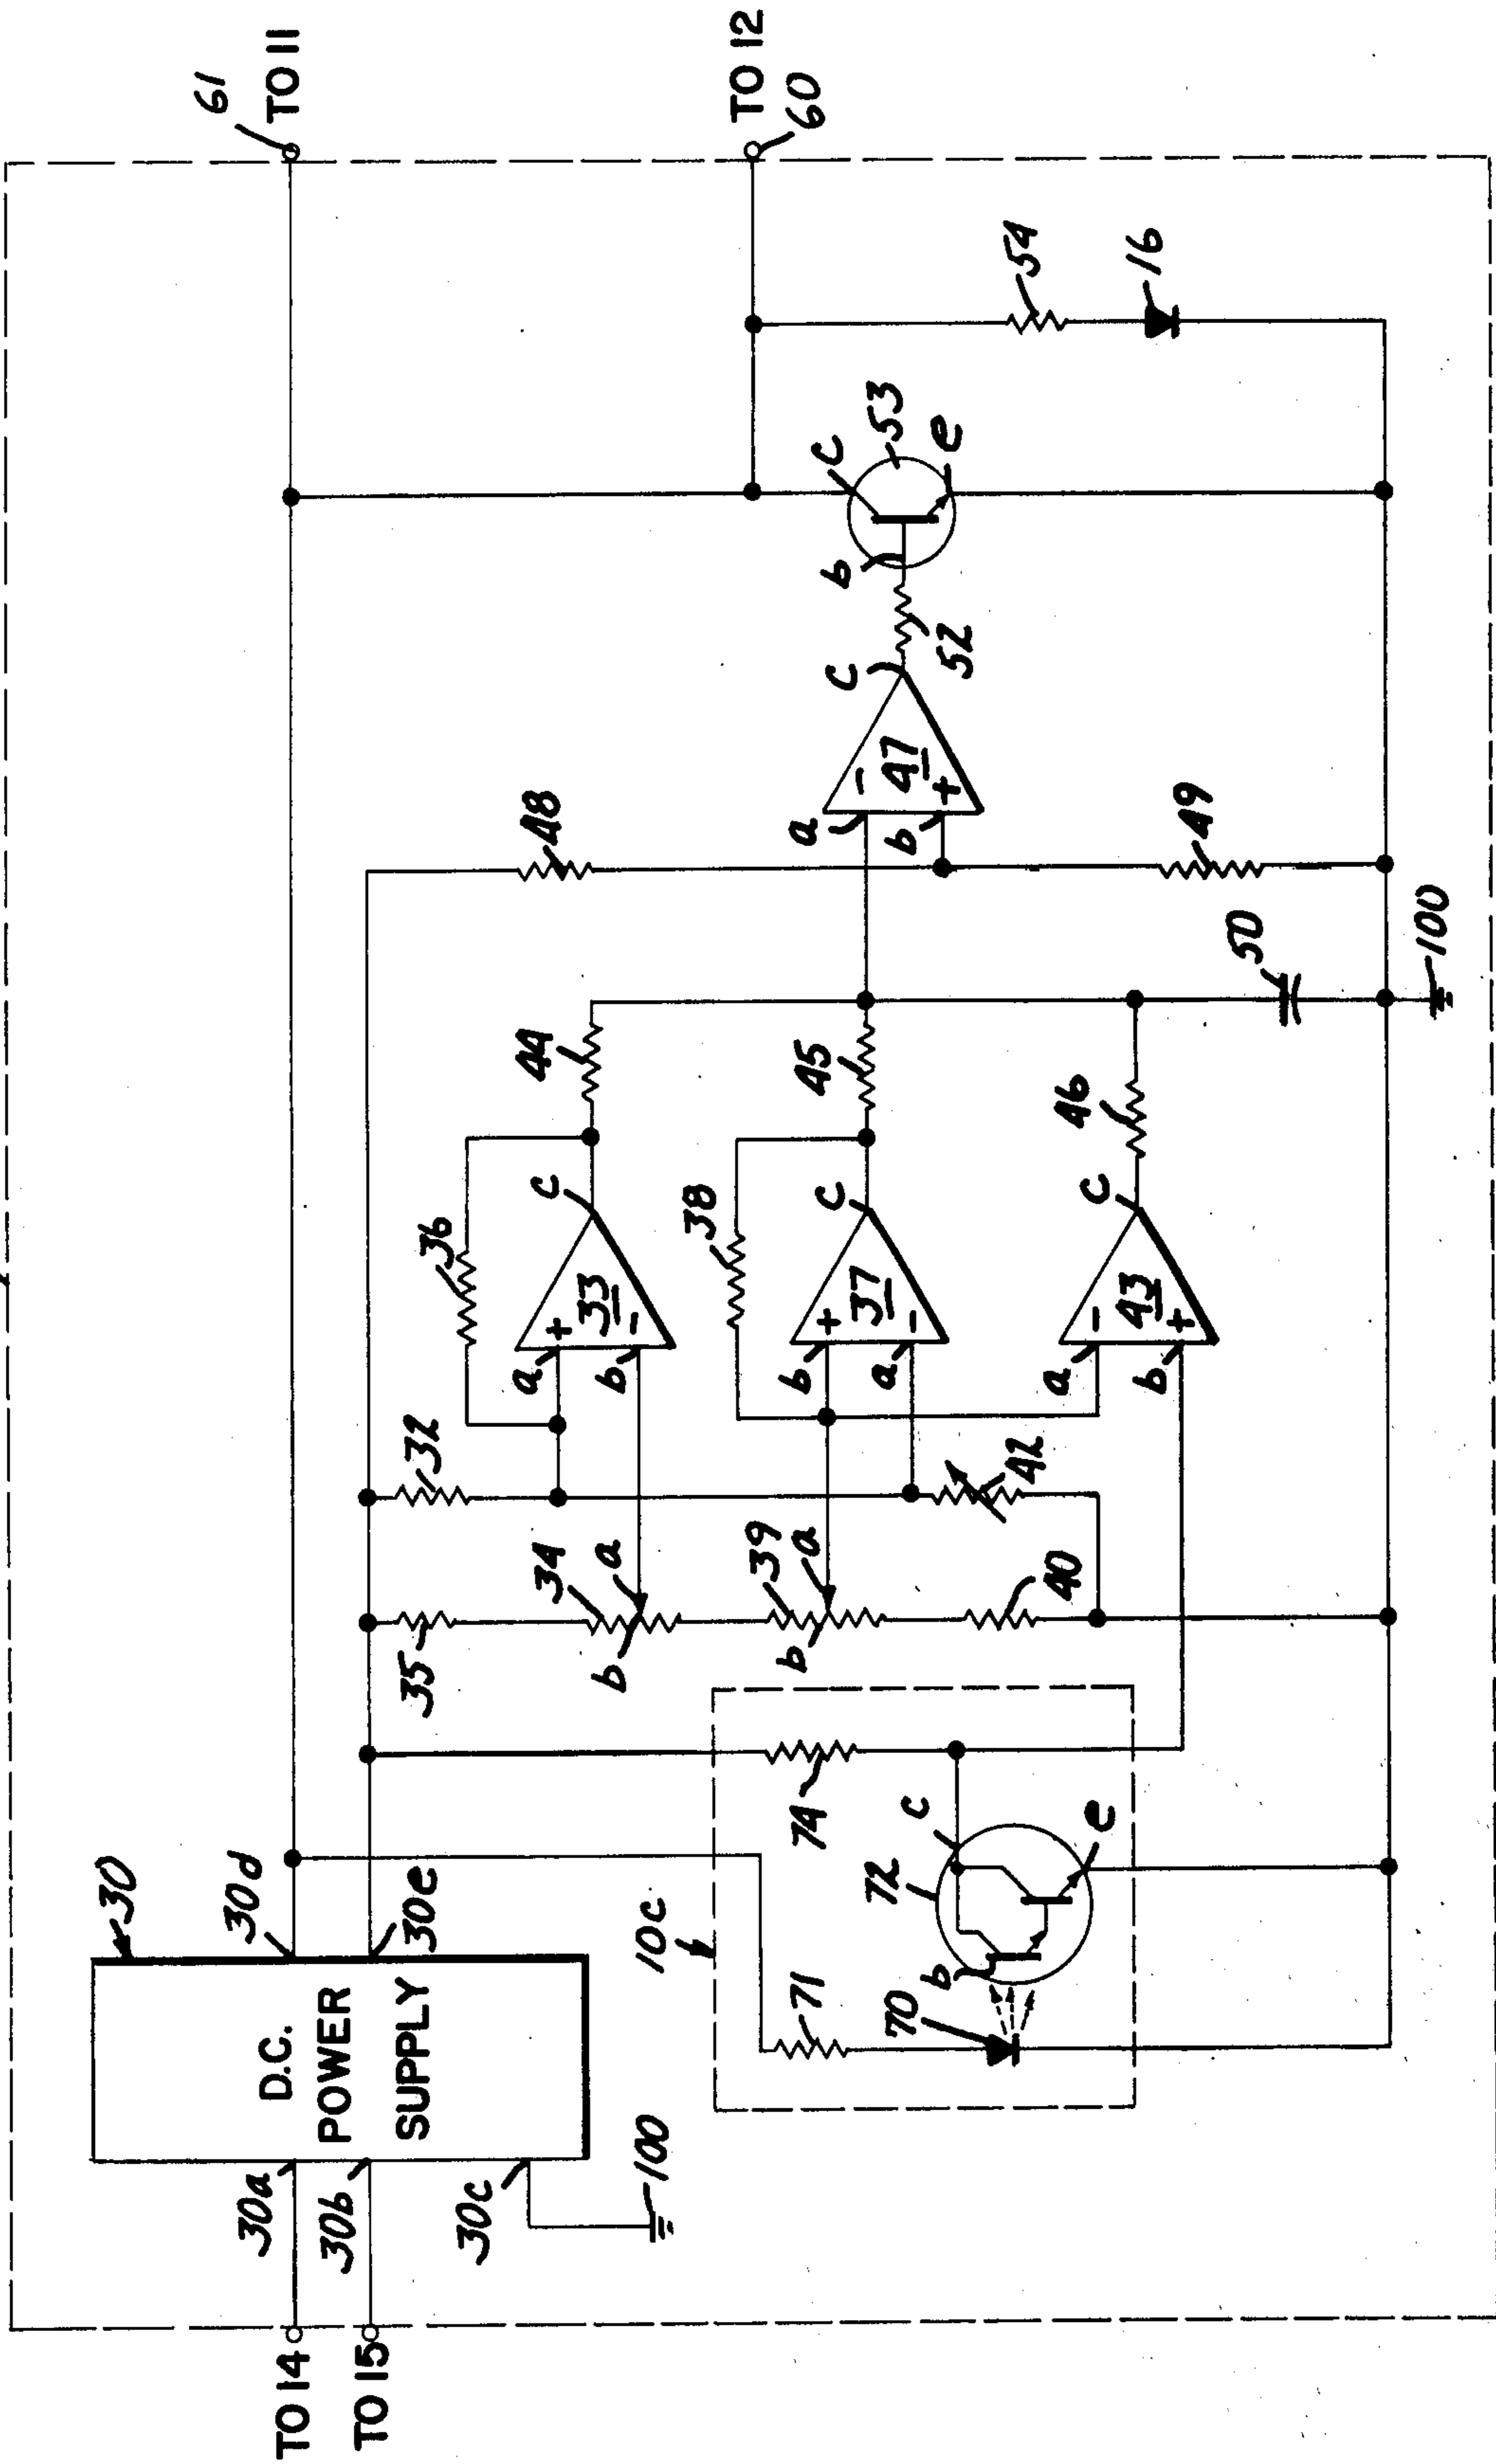 TO 14
TO 15
30a
30b
30c
100
D.C.
POWER
SUPPLY
30
30d
30e
10c
71
70
72
b
c
e
74
35
34
a
b
39
a
b
40
32
42
36
a
b
+
33
-
c
38
b
a
+
37
-
c
a
b
-
43
+
c
44
45
46
50
100
48
49
a
b
-
47
+
c
52
b
c
53
e
54
16
61
TO 11
TO 12
60